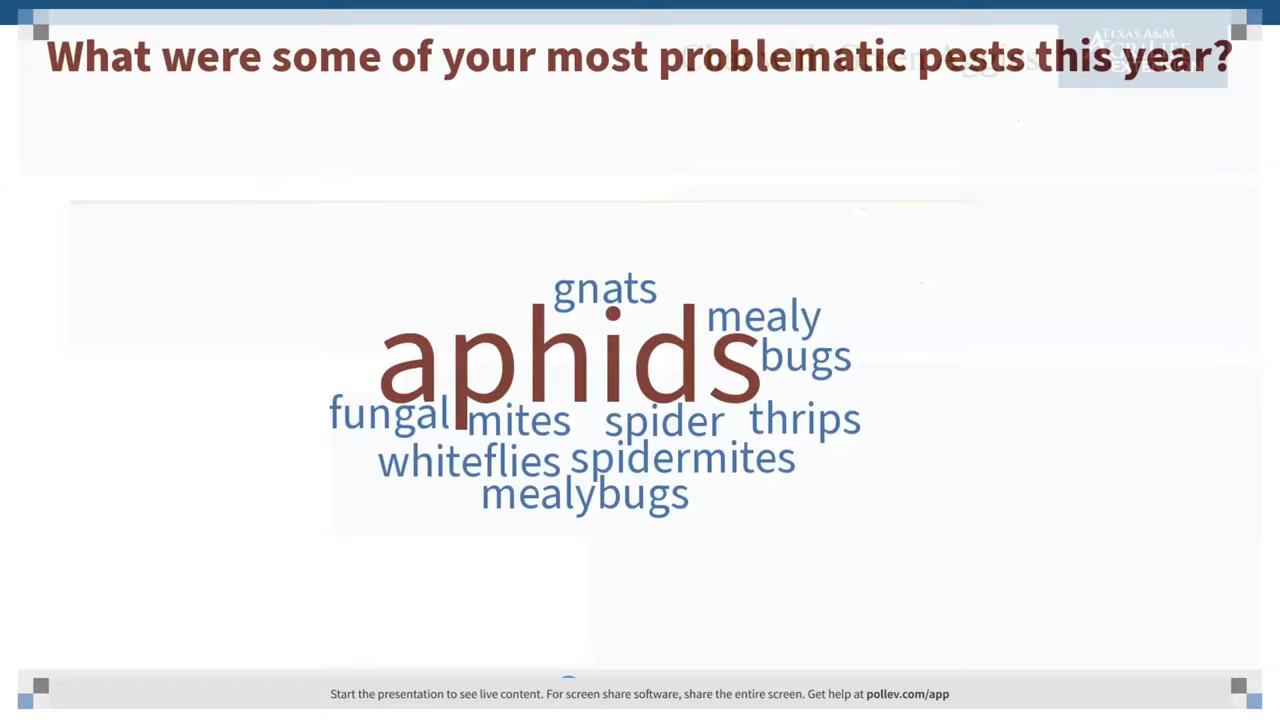 What were some of your most problematic pests this year?
TEXAS A&M
AGRILIFE
gnats
mealy
aphids
bugs
fungal mites spider thrips
whiteflies spidermites
mealybugs
Start the presentation to see live content. For screen share software, share the entire screen. Get help at pollev.com/app